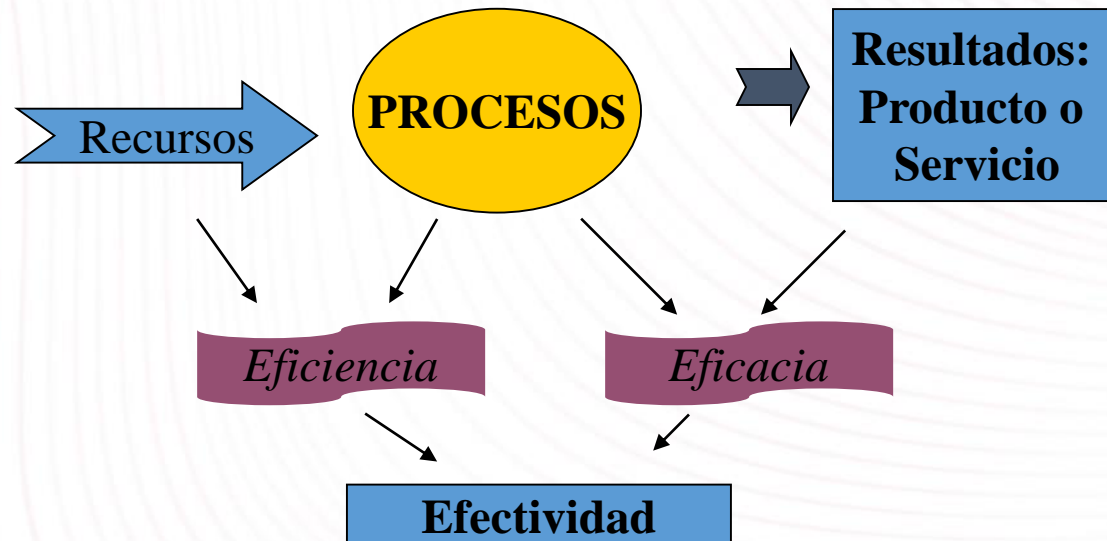 Recursos
PROCESOS
Resultados:
Producto o
Servicio
Eficiencia
Eficacia
Efectividad